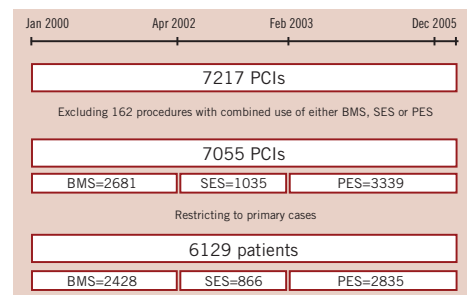 Jan 2000 Apr 2002 Feb 2003 Dec 2005
7217 PCIs
Excluding 162 procedures with combined use of either BMS, SES or PES
7055 PCIs
BMS=2681 SES=1035 PES=3339
Restricting to primary cases
6129 patients
BMS=2428 SES=866 PES=2835